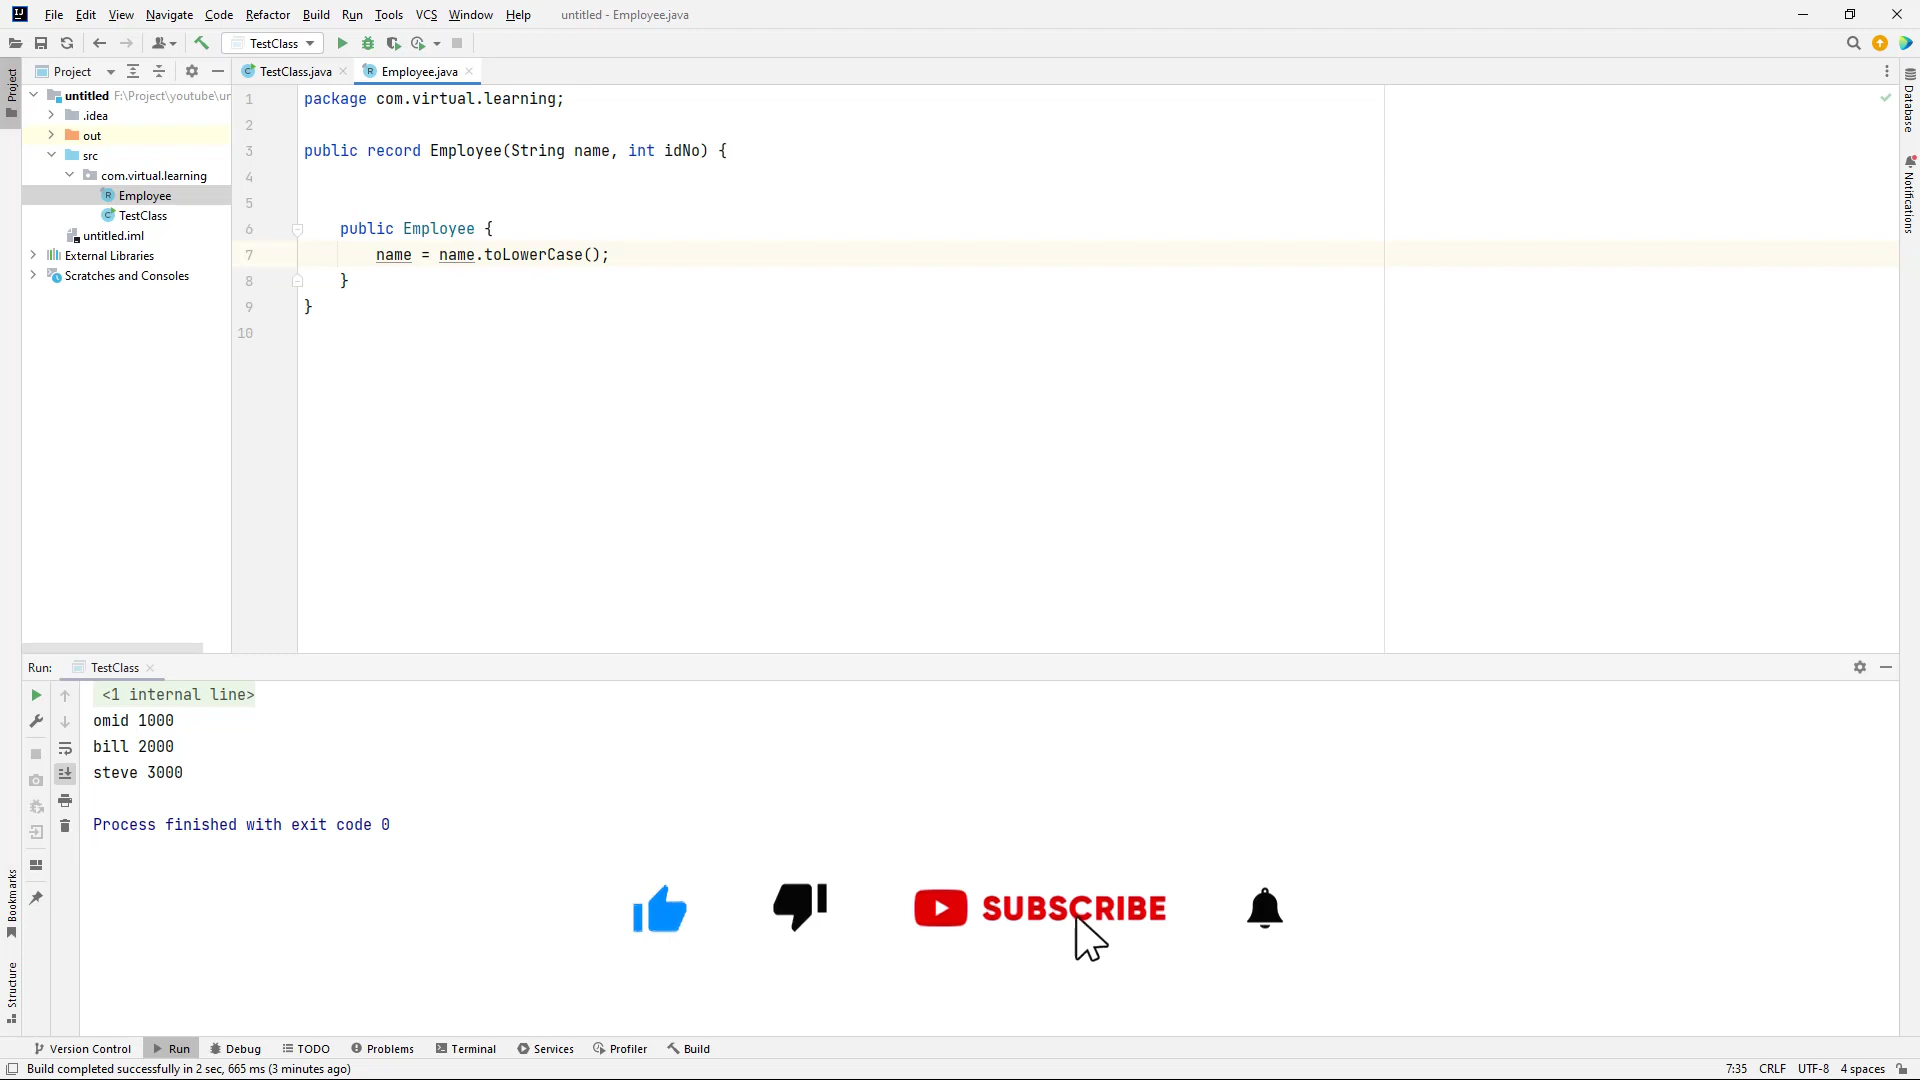 File Edit View Navigate Code Refactor Build Run Tools VCS Window Help untitled - Employee.java
TestClass
Project
Project
TestClass.java
Employee.java
untitled F:\Project\youtube\un
.idea
out
src
com.virtual.learning
Employee
TestClass
untitled.iml
External Libraries
Scratches and Consoles
1 package com.virtual.learning;
2
3 public record Employee(String name, int idNo) {
4
5
6 public Employee {
7 name = name.toLowerCase();
8 }
9 }
10
Database
Notifications
Run: TestClass
<1 internal line>
omid 1000
bill 2000
steve 3000
Process finished with exit code 0
SUBSCRIBE
Bookmarks
Structure
Version Control Run Debug TODO Problems Terminal Services Profiler Build
Build completed successfully in 2 sec, 665 ms (3 minutes ago) 7:35 CRLF UTF-8 4 spaces